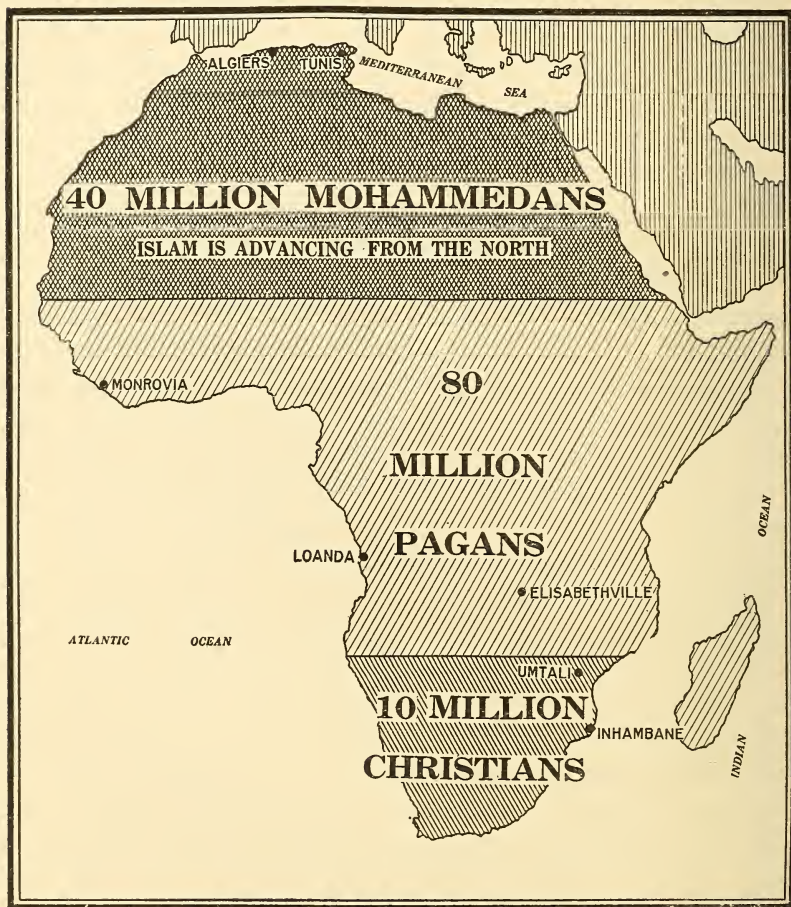 ALGIERS
TUNIS
MEDITERRANEAN
SEA
40 MILLION MOHAMMEDANS
ISLAM IS ADVANCING FROM THE NORTH
MONROVIA
80
MILLION
PAGANS
LOANDA
ELISABETHVILLE
ATLANTIC OCEAN
INDIAN OCEAN
UMTALI
10 MILLION
INHAMBANE
CHRISTIANS